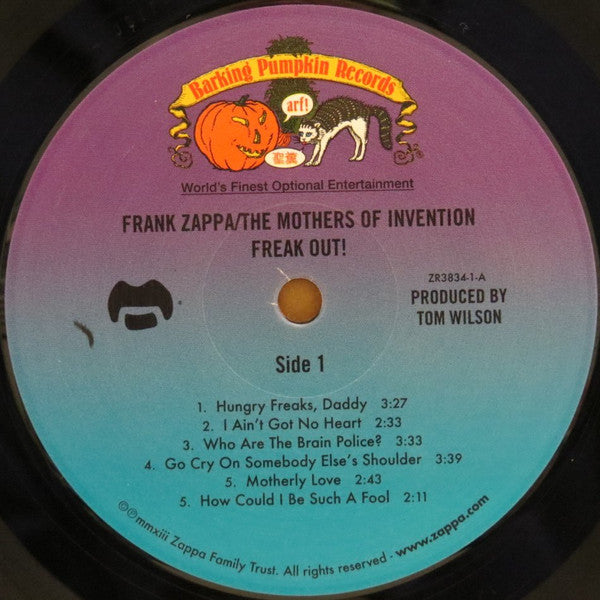 Barking Pumpkin Records
arf!
World's Finest Optional Entertainment
FRANK ZAPPA/THE MOTHERS OF INVENTION
FREAK OUT!
ZR3834-1-A
PRODUCED BY
TOM WILSON
Side 1
1. Hungry Freaks, Daddy 3:27
2. I Ain't Got No Heart 2:33
3. Who Are The Brain Police? 3:33
4. Go Cry On Somebody Else's Shoulder 3:39
5. Motherly Love 2:43
5. How Could I Be Such A Fool 2:11
©℗mmxiii Zappa Family Trust. All rights reserved - www.zappa.com